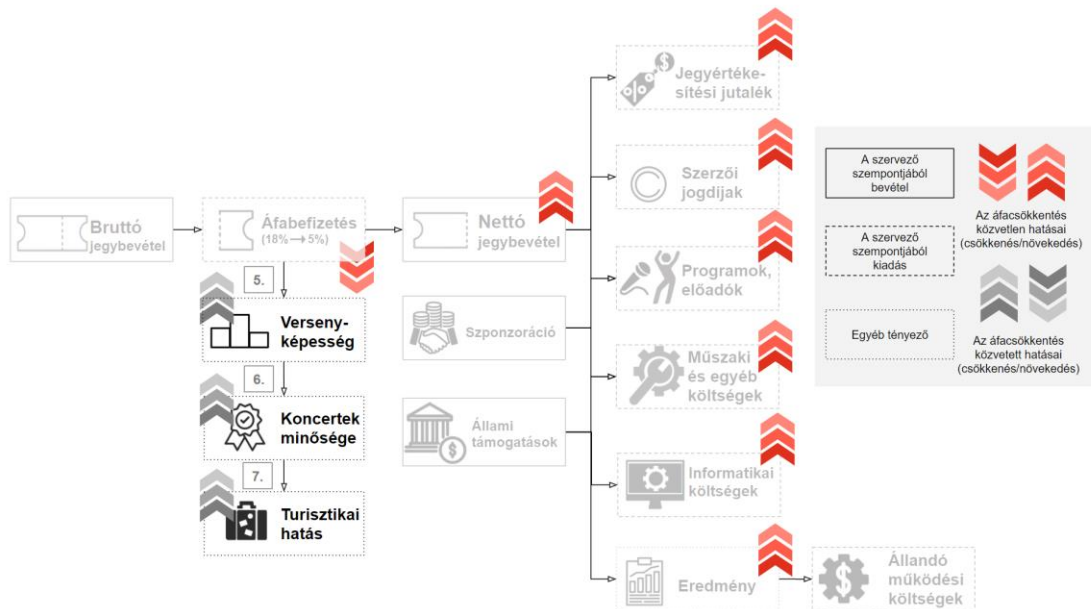 Jegyértéke-
sítési jutalék
Szerzői
jogdíjak
Bruttó
jegybevétel
Áfabefizetés
(18%→5%)
Nettó
jegybevétel
Programok,
előadók
5.
Verseny-
képesség
Szponzoráció
Műszaki
és egyéb
költségek
6.
Koncertek
minősége
Állami
támogatások
Informatikai
költségek
7.
Turisztikai
hatás
Eredmény
Állandó
működési
költségek
A szervező
szempontjából
bevétel
Az áfacsökkentés
közvetlen hatásai
(csökkenés/növekedés)
A szervező
szempontjából
kiadás
Egyéb tényező
Az áfacsökkentés
közvetett hatásai
(csökkenés/növekedés)